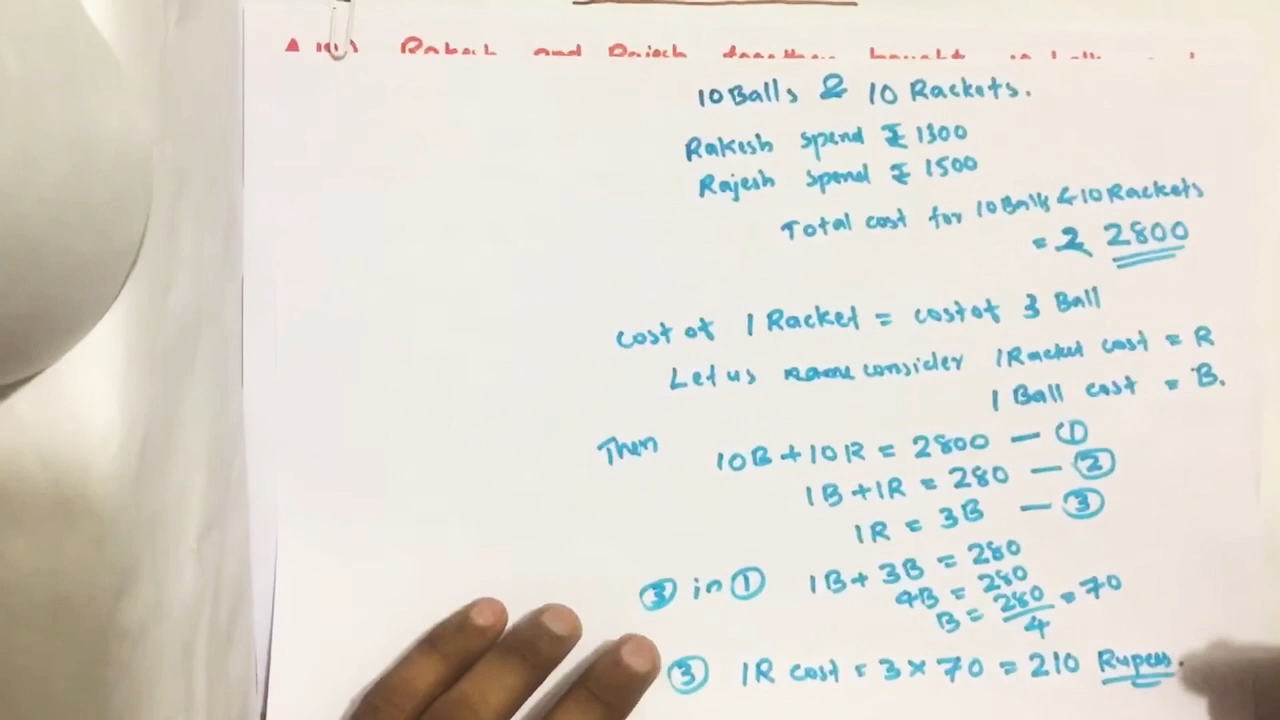 and
10 Balls & 10 Rackets.
Rakesh spend ₹ 1300
Rajesh spend ₹ 1500
Total cost for 10 Balls & 10 Rackets
= ₹ 2800
cost of 1 Racket = cost of 3 Ball
Let us consider 1 Racket cost = R
1 Ball cost = B.
Then 10B + 10R = 2800 — ①
1B + 1R = 280 — ②
1R = 3B — ③
③ in ① 1B + 3B = 280
4B = 280
B = 280/4 = 70
③ 1R cost = 3 × 70 = 210 Rupees.